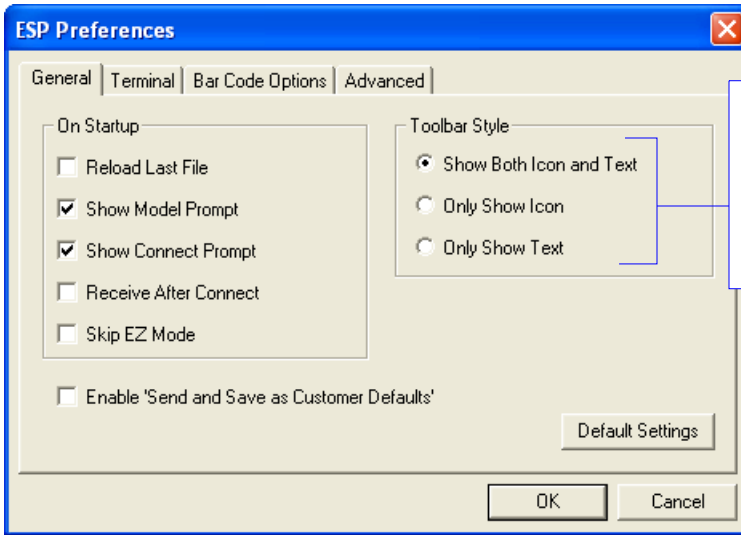 ESP Preferences
General Terminal Bar Code Options Advanced
On Startup
Reload Last File
Show Model Prompt
Show Connect Prompt
Receive After Connect
Skip EZ Mode
Toolbar Style
Show Both Icon and Text
Only Show Icon
Only Show Text
Enable 'Send and Save as Customer Defaults'
Default Settings
OK Cancel